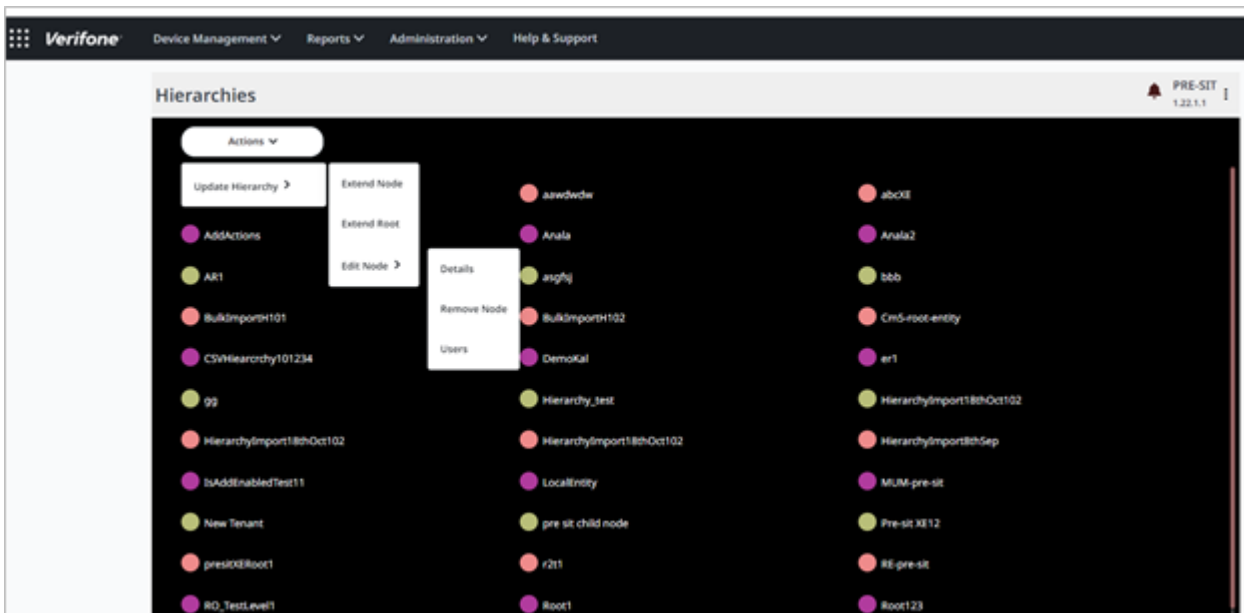 Verifone Device Management Reports Administration Help & Support
Hierarchies PRE-SIT
1.22.1.1
Actions
Update Hierarchy Extend Node aawdwdw abcXE
AddActions Extend Root Anala Anala2
AR1 Edit Node Details asgfsj bbb
BulkImportH101 Remove Node BulkImportH102 CmS-root-entity
CSVHiearcrchy101234 Users DemoKal er1
gg Hierarchy_test HierarchyImport18thOct102
HierarchyImport18thOct102 HierarchyImport18thOct102 HierarchyImport8thSep
IsAddEnabledTest11 LocalEntity MUM-pre-sit
New Tenant pre sit child node Pre-sit XE12
presitXERoot1 r2t1 RE-pre-sit
RO_TestLevel1 Root1 Root123